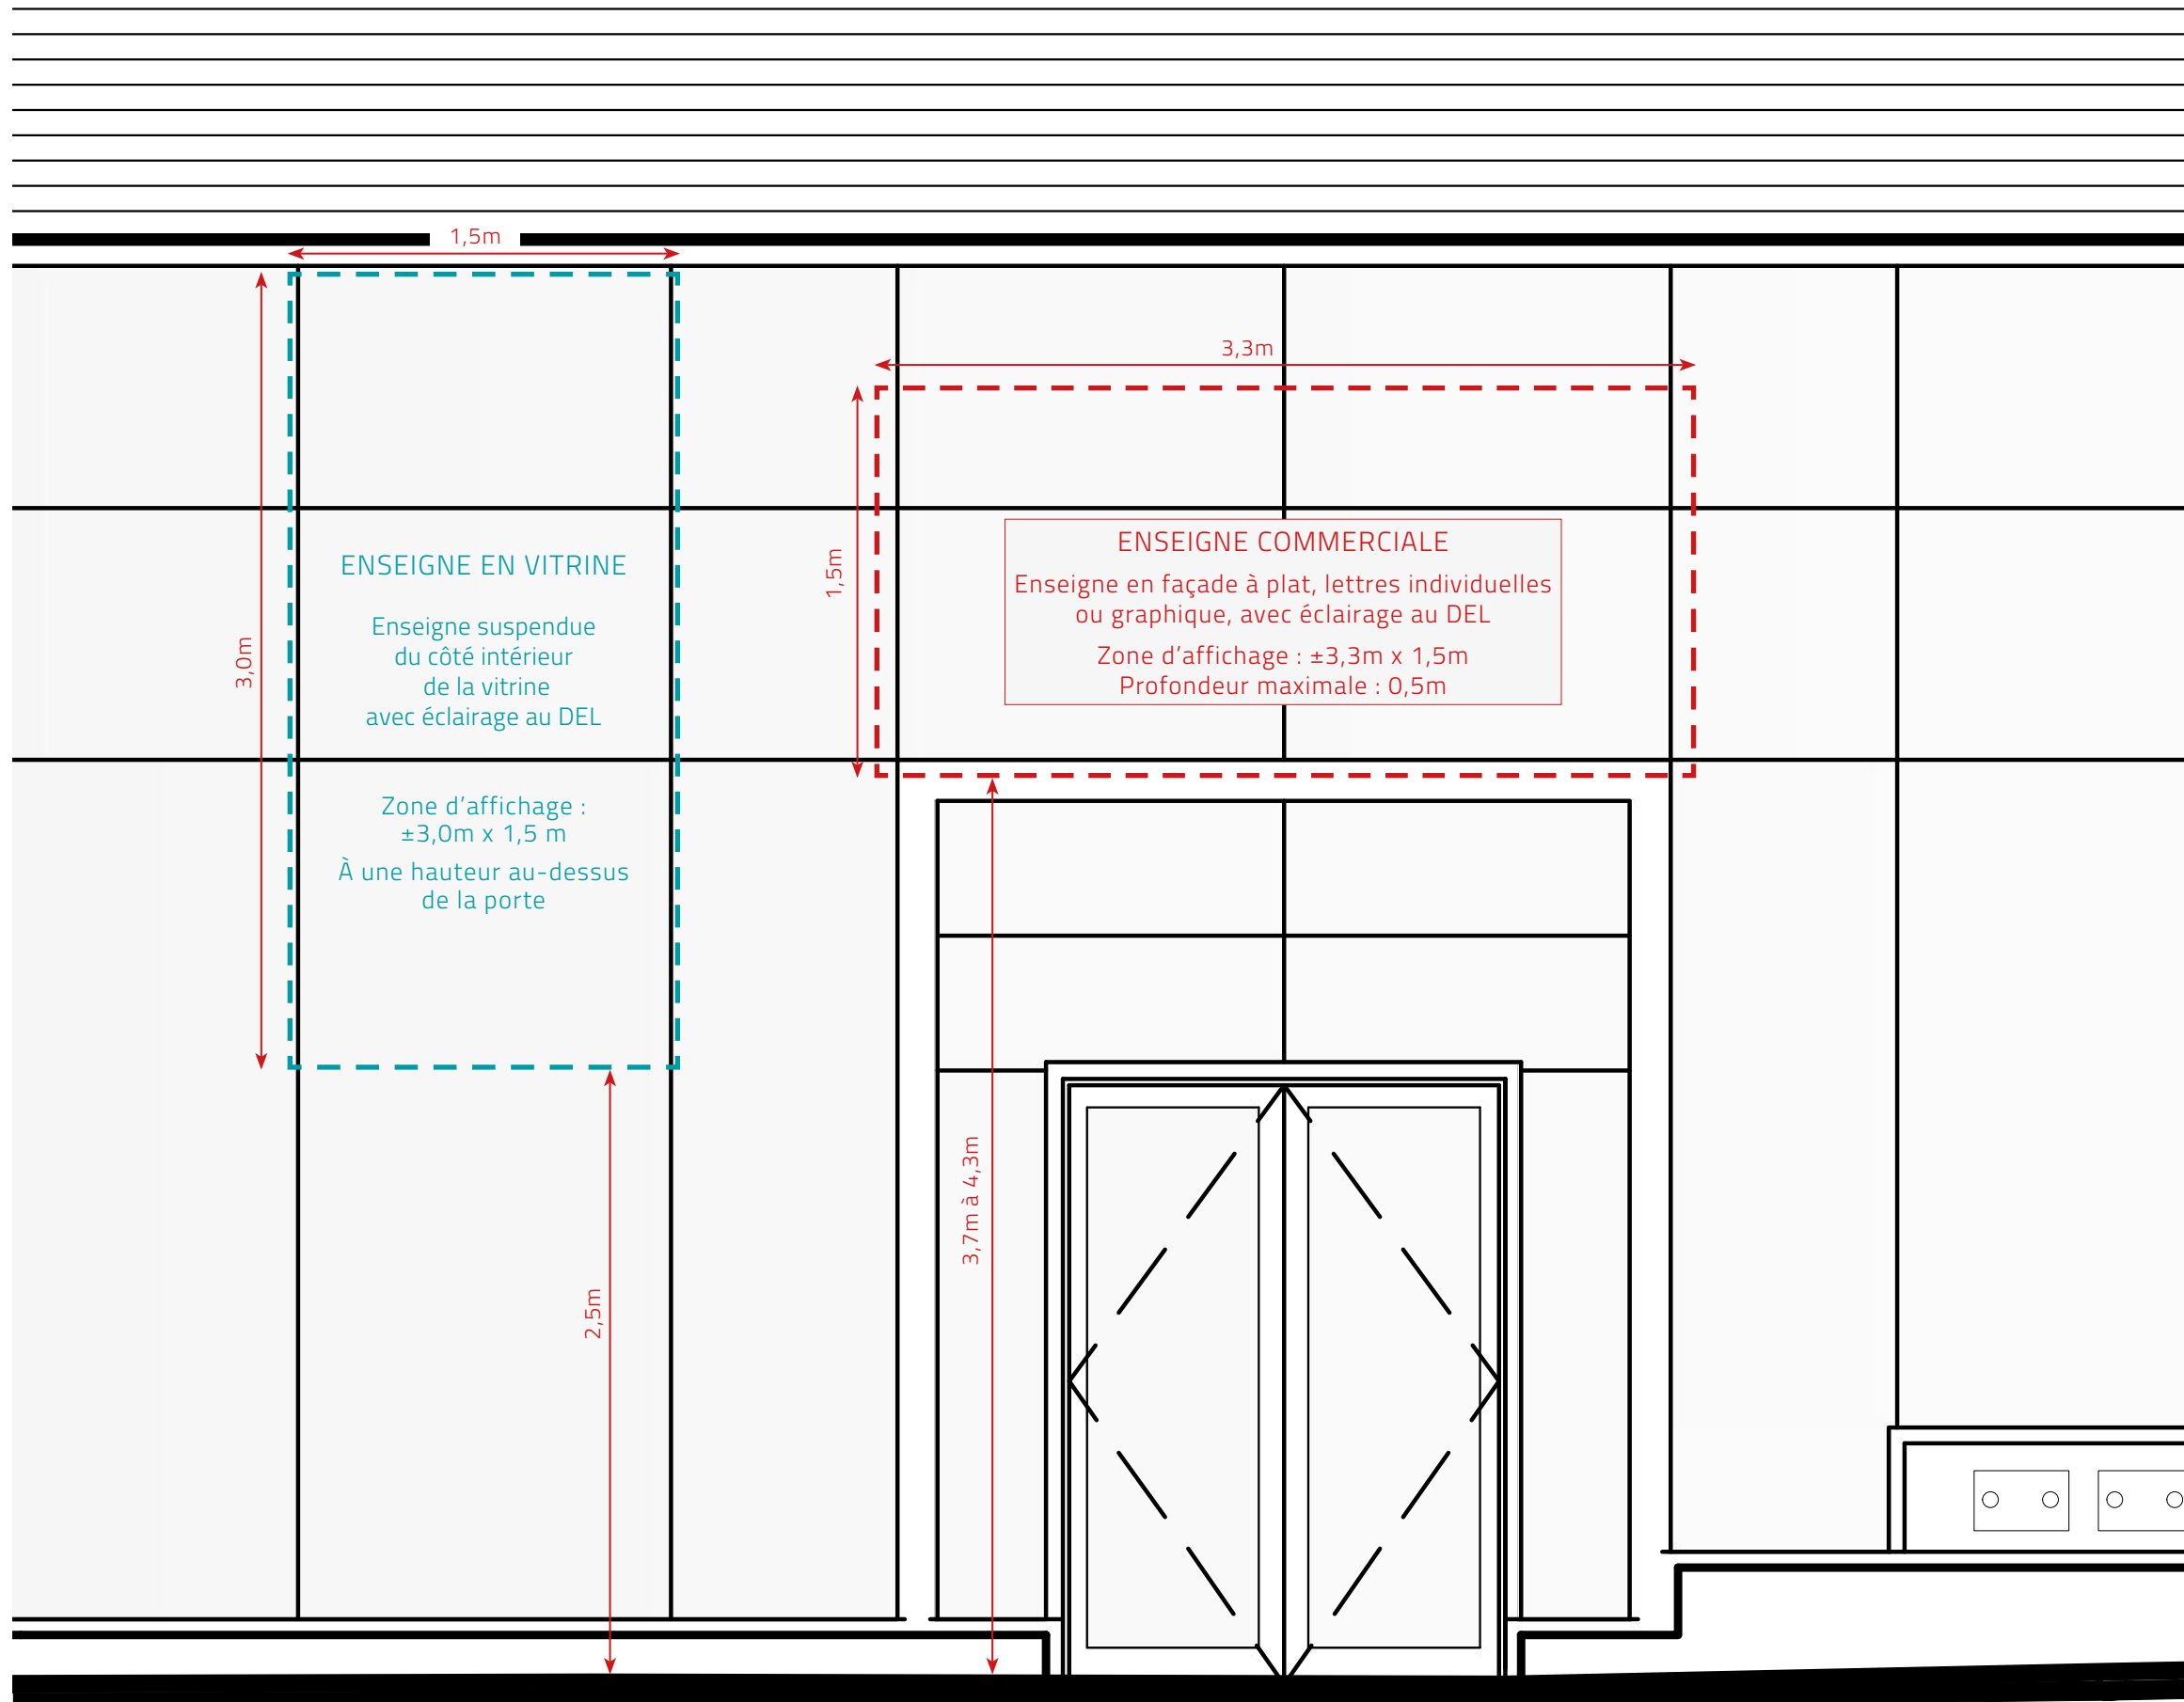 1,5m
3,0m
ENSEIGNE EN VITRINE
Enseigne suspendue
du côté intérieur
de la vitrine
avec éclairage au DEL
Zone d’affichage :
±3,0m x 1,5 m
À une hauteur au-dessus
de la porte
2,5m
3,3m
1,5m
ENSEIGNE COMMERCIALE
Enseigne en façade à plat, lettres individuelles
ou graphique, avec éclairage au DEL
Zone d’affichage : ±3,3m x 1,5m
Profondeur maximale : 0,5m
3,7m à 4,3m